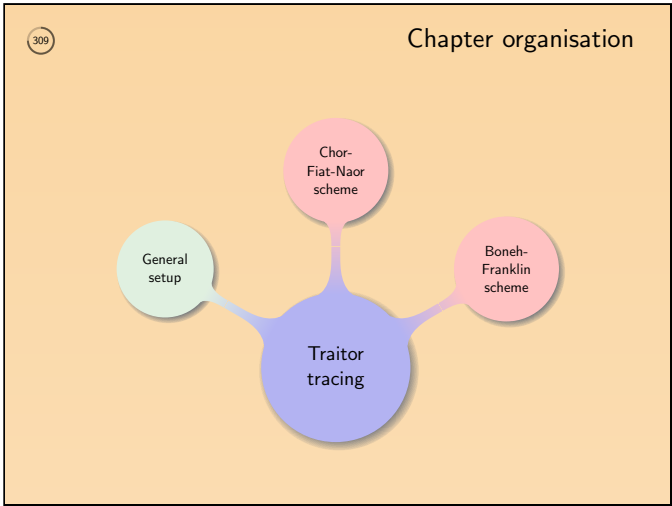 309
Chapter organisation
Chor-
Fiat-Naor
scheme
General
setup
Boneh-
Franklin
scheme
Traitor
tracing